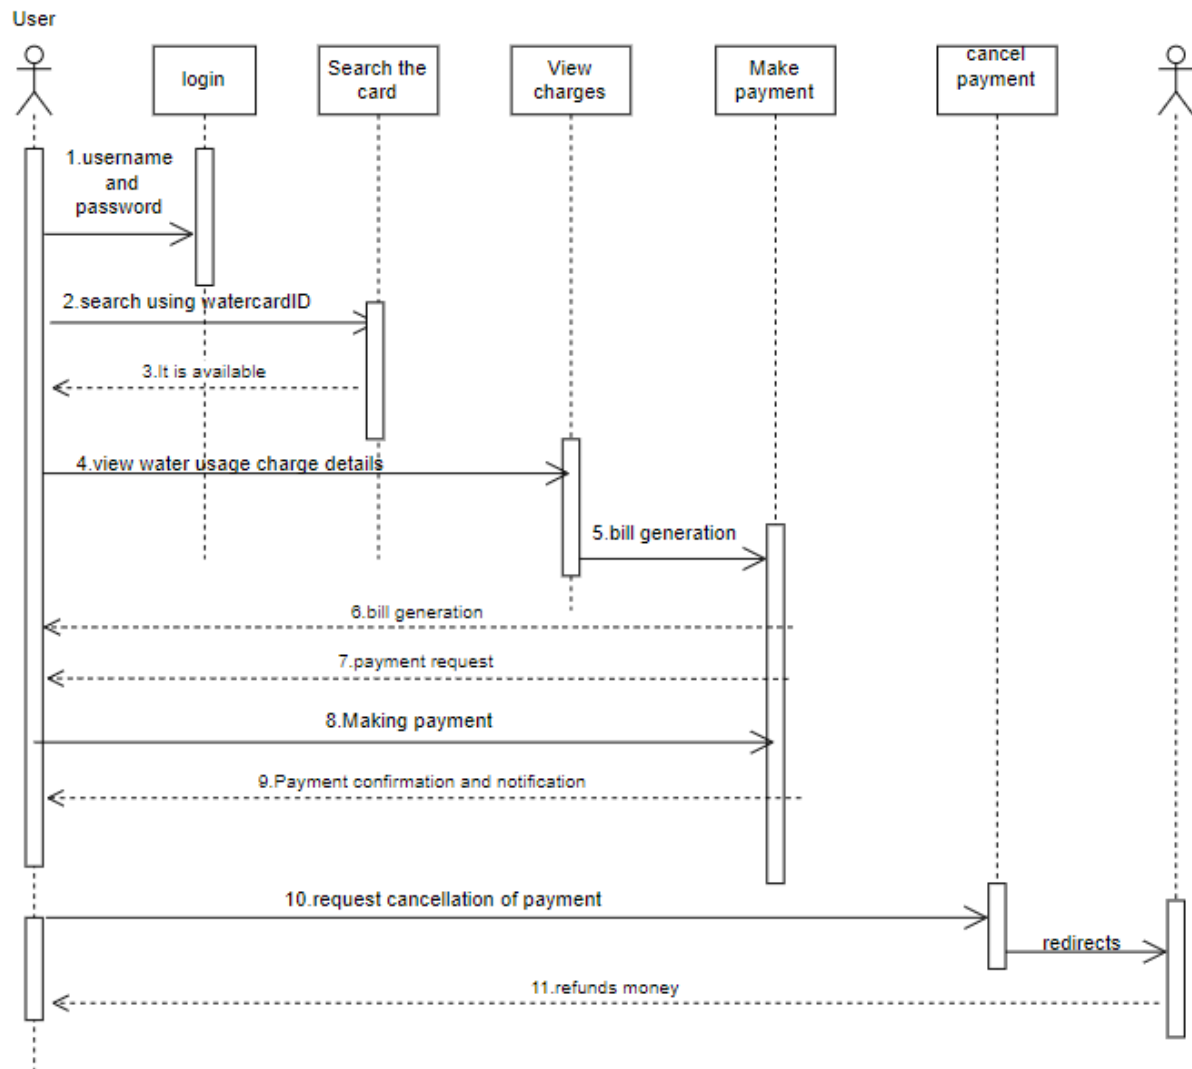 User
login
Search the
card
View
charges
Make
payment
cancel
payment
1.username
and
password
2.search using watercardID
3.It is available
4.view water usage charge details
5.bill generation
6.bill generation
7.payment request
8.Making payment
9.Payment confirmation and notification
10.request cancellation of payment
redirects
11.refunds money